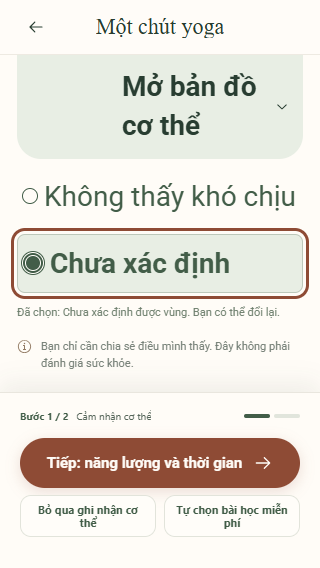 Một chút yoga
Mở bản đồ
cơ thể
Không thấy khó chịu
Chưa xác định
Đã chọn: Chưa xác định được vùng. Bạn có thể đổi lại.
Bạn chỉ cần chia sẻ điều mình thấy. Đây không phải
đánh giá sức khỏe.
Bước 1 / 2 Cảm nhận cơ thể
Tiếp: năng lượng và thời gian
Bỏ qua ghi nhận cơ
thể
Tự chọn bài học miễn
phí